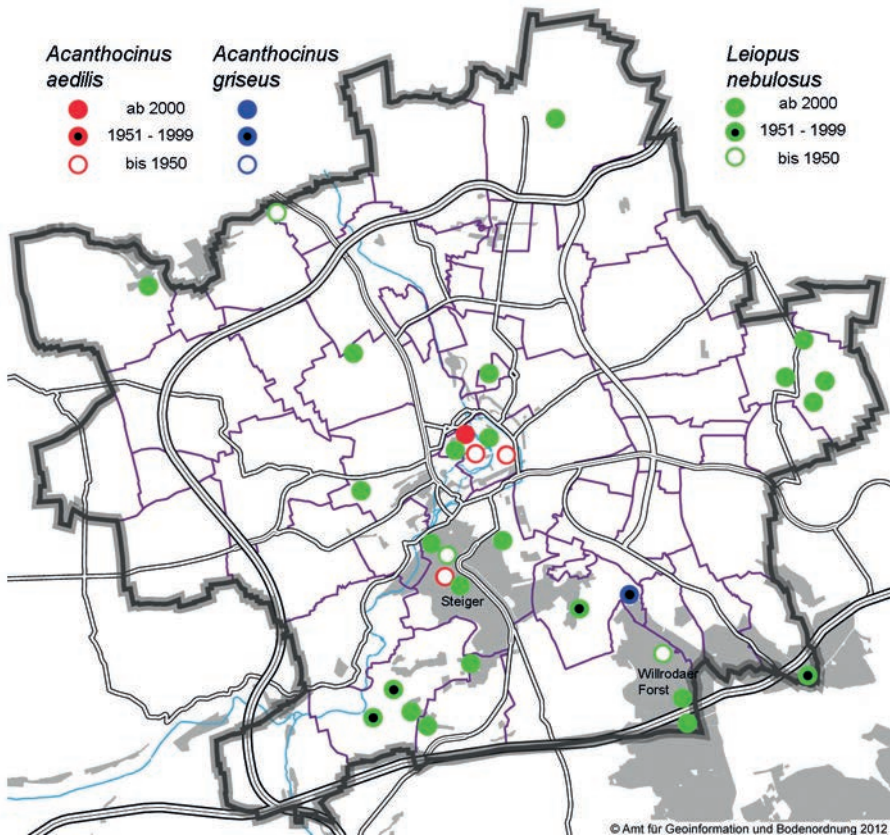 Acanthocinus
aedilis
ab 2000
1951 - 1999
bis 1950
Acanthocinus
griseus
Leiopus
nebulosus
ab 2000
1951 - 1999
bis 1950
Steiger
Willrodaer
Forst
© Amt für Geoinformation und Bodenordnung 2012